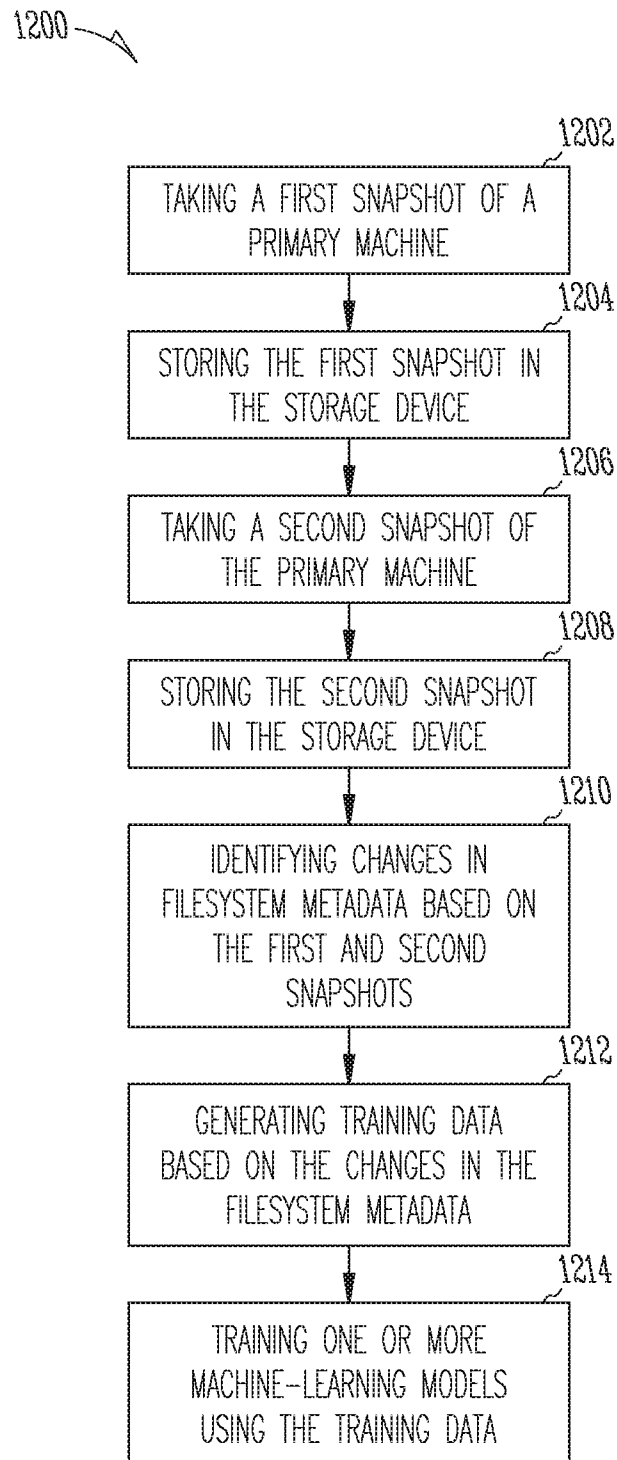 1200
1202
TAKING A FIRST SNAPSHOT OF A
PRIMARY MACHINE
1204
STORING THE FIRST SNAPSHOT IN
THE STORAGE DEVICE
1206
TAKING A SECOND SNAPSHOT OF
THE PRIMARY MACHINE
1208
STORING THE SECOND SNAPSHOT
IN THE STORAGE DEVICE
1210
IDENTIFYING CHANGES IN
FILESYSTEM METADATA BASED ON
THE FIRST AND SECOND
SNAPSHOTS
1212
GENERATING TRAINING DATA
BASED ON THE CHANGES IN THE
FILESYSTEM METADATA
1214
TRAINING ONE OR MORE
MACHINE-LEARNING MODELS
USING THE TRAINING DATA